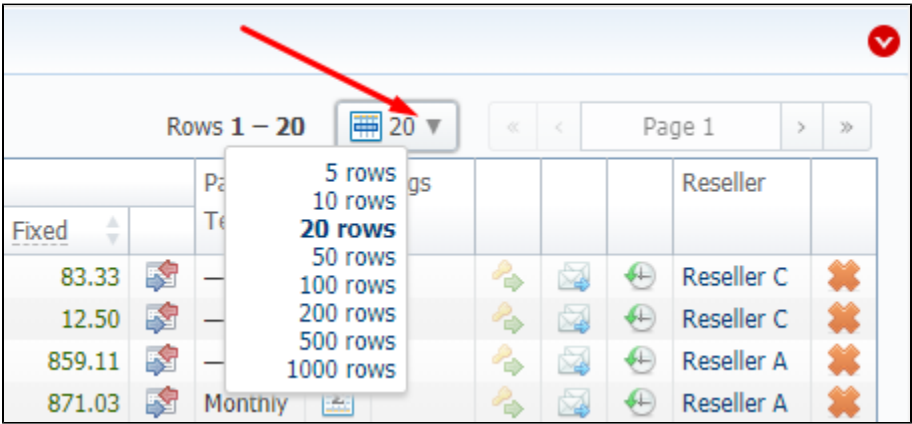 Rows 1 – 20
20 ▼
« < Page 1 > »
5 rows
10 rows
20 rows
50 rows
100 rows
200 rows
500 rows
1000 rows
Reseller
Fixed
83.33 — Reseller C
12.50 — Reseller C
859.11 — Reseller A
871.03 Monthly Reseller A